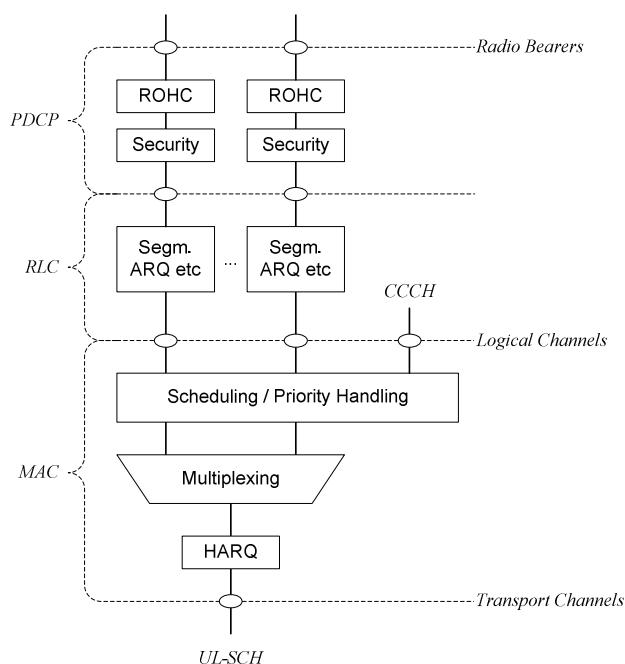 Radio Bearers
ROHC
ROHC
PDCP
Security
Security
Segm.
ARQ etc
...
Segm.
ARQ etc
RLC
CCCH
Logical Channels
Scheduling / Priority Handling
MAC
Multiplexing
HARQ
Transport Channels
UL-SCH